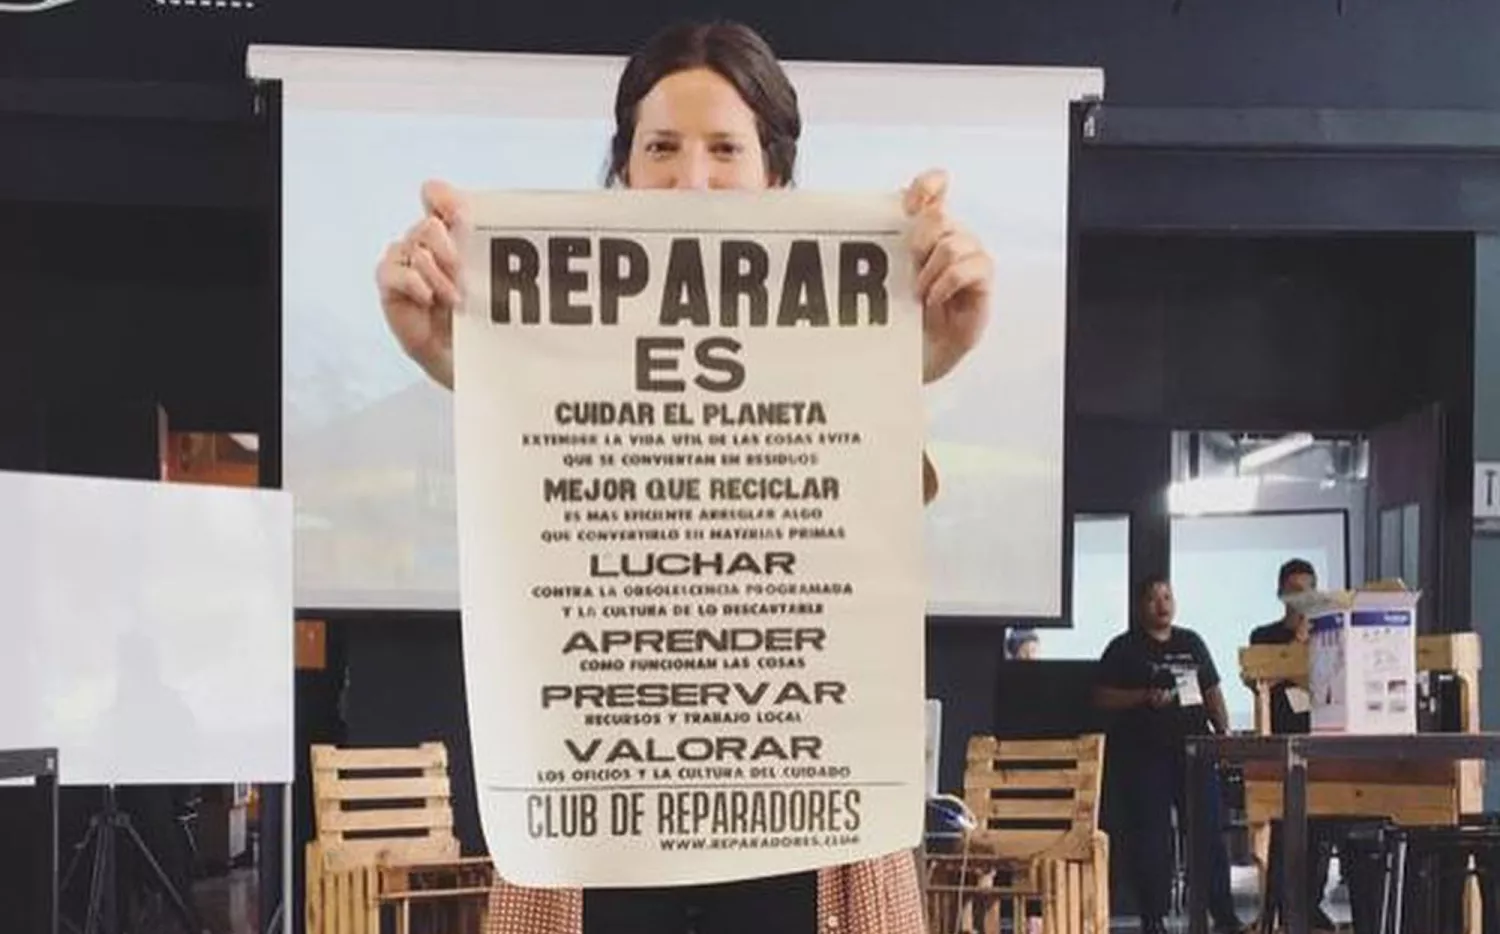 REPARAR
ES
CUIDAR EL PLANETA
EXTENDER LA VIDA UTIL DE LAS COSAS EVITA
QUE SE CONVIERTAN EN RESIDUOS
MEJOR QUE RECICLAR
ES MAS EFICIENTE ARREGLAR ALGO
QUE CONVERTIRLO EN MATERIAS PRIMAS
LUCHAR
CONTRA LA OBSOLESCENCIA PROGRAMADA
Y LA CULTURA DE LO DESCARTABLE
APRENDER
COMO FUNCIONAN LAS COSAS
PRESERVAR
RECURSOS Y TRABAJO LOCAL
VALORAR
LOS OFICIOS Y LA CULTURA DEL CUIDADO
CLUB DE REPARADORES
WWW.REPARADORES.CLUB